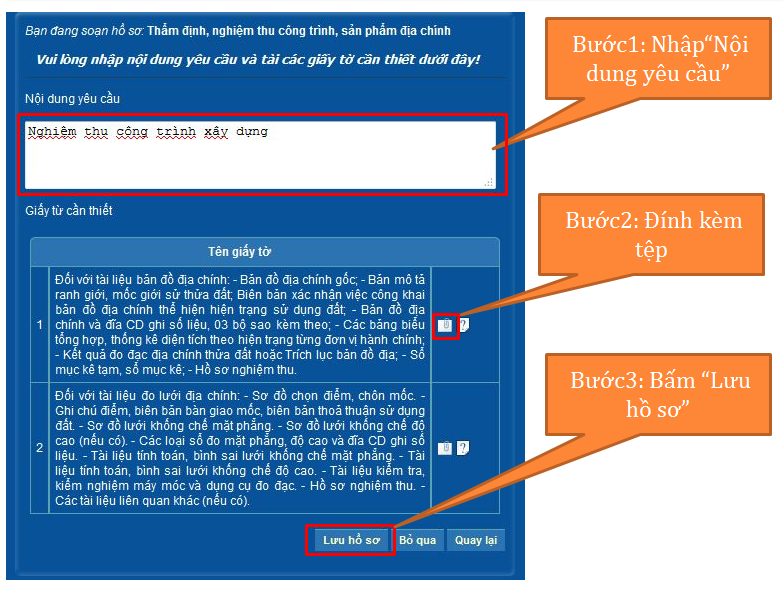 Bạn đang soạn hồ sơ: Thẩm định, nghiệm thu công trình, sản phẩm địa chính
Vui lòng nhập nội dung yêu cầu và tải các giấy tờ cần thiết dưới đây!
Nội dung yêu cầu
Nghiệm thu công trình xây dựng
Giấy từ cần thiết
Tên giấy tờ
1
Đối với tài liệu bản đồ địa chính: - Bản đồ địa chính gốc; - Bản mô tả
ranh giới, mốc giới sử thửa đất; Biên bản xác nhận việc công khai
bản đồ địa chính thể hiện hiện trạng sử dụng đất; - Bản đồ địa
chính và đĩa CD ghi số liệu, 03 bộ sao kèm theo; - Các bảng biểu
tổng hợp, thống kê diện tích theo hiện trạng từng đơn vị hành chính;
- Kết quả đo đạc địa chính thửa đất hoặc Trích lục bản đồ địa; - Sổ
mục kê tạm, sổ mục kê; - Hồ sơ nghiệm thu.
?
2
Đối với tài liệu đo lưới địa chính: - Sơ đồ chọn điểm, chôn mốc. -
Ghi chú điểm, biên bản bàn giao mốc, biên bản thoả thuận sử dụng
đất. - Sơ đồ lưới khống chế mặt phẳng. - Sơ đồ lưới khống chế độ
cao (nếu có). - Các loại sổ đo mặt phẳng, độ cao và đĩa CD ghi số
liệu. - Tài liệu tính toán, bình sai lưới khống chế mặt phẳng. - Tài
liệu tính toán, bình sai lưới khống chế độ cao. - Tài liệu kiểm tra,
kiểm nghiệm máy móc và dụng cụ đo đạc. - Hồ sơ nghiệm thu. -
Các tài liệu liên quan khác (nếu có).
?
Lưu hồ sơ Bỏ qua Quay lại
Bước1: Nhập“Nội
dung yêu cầu”
Bước2: Đính kèm
tệp
Bước3: Bấm “Lưu
hồ sơ”